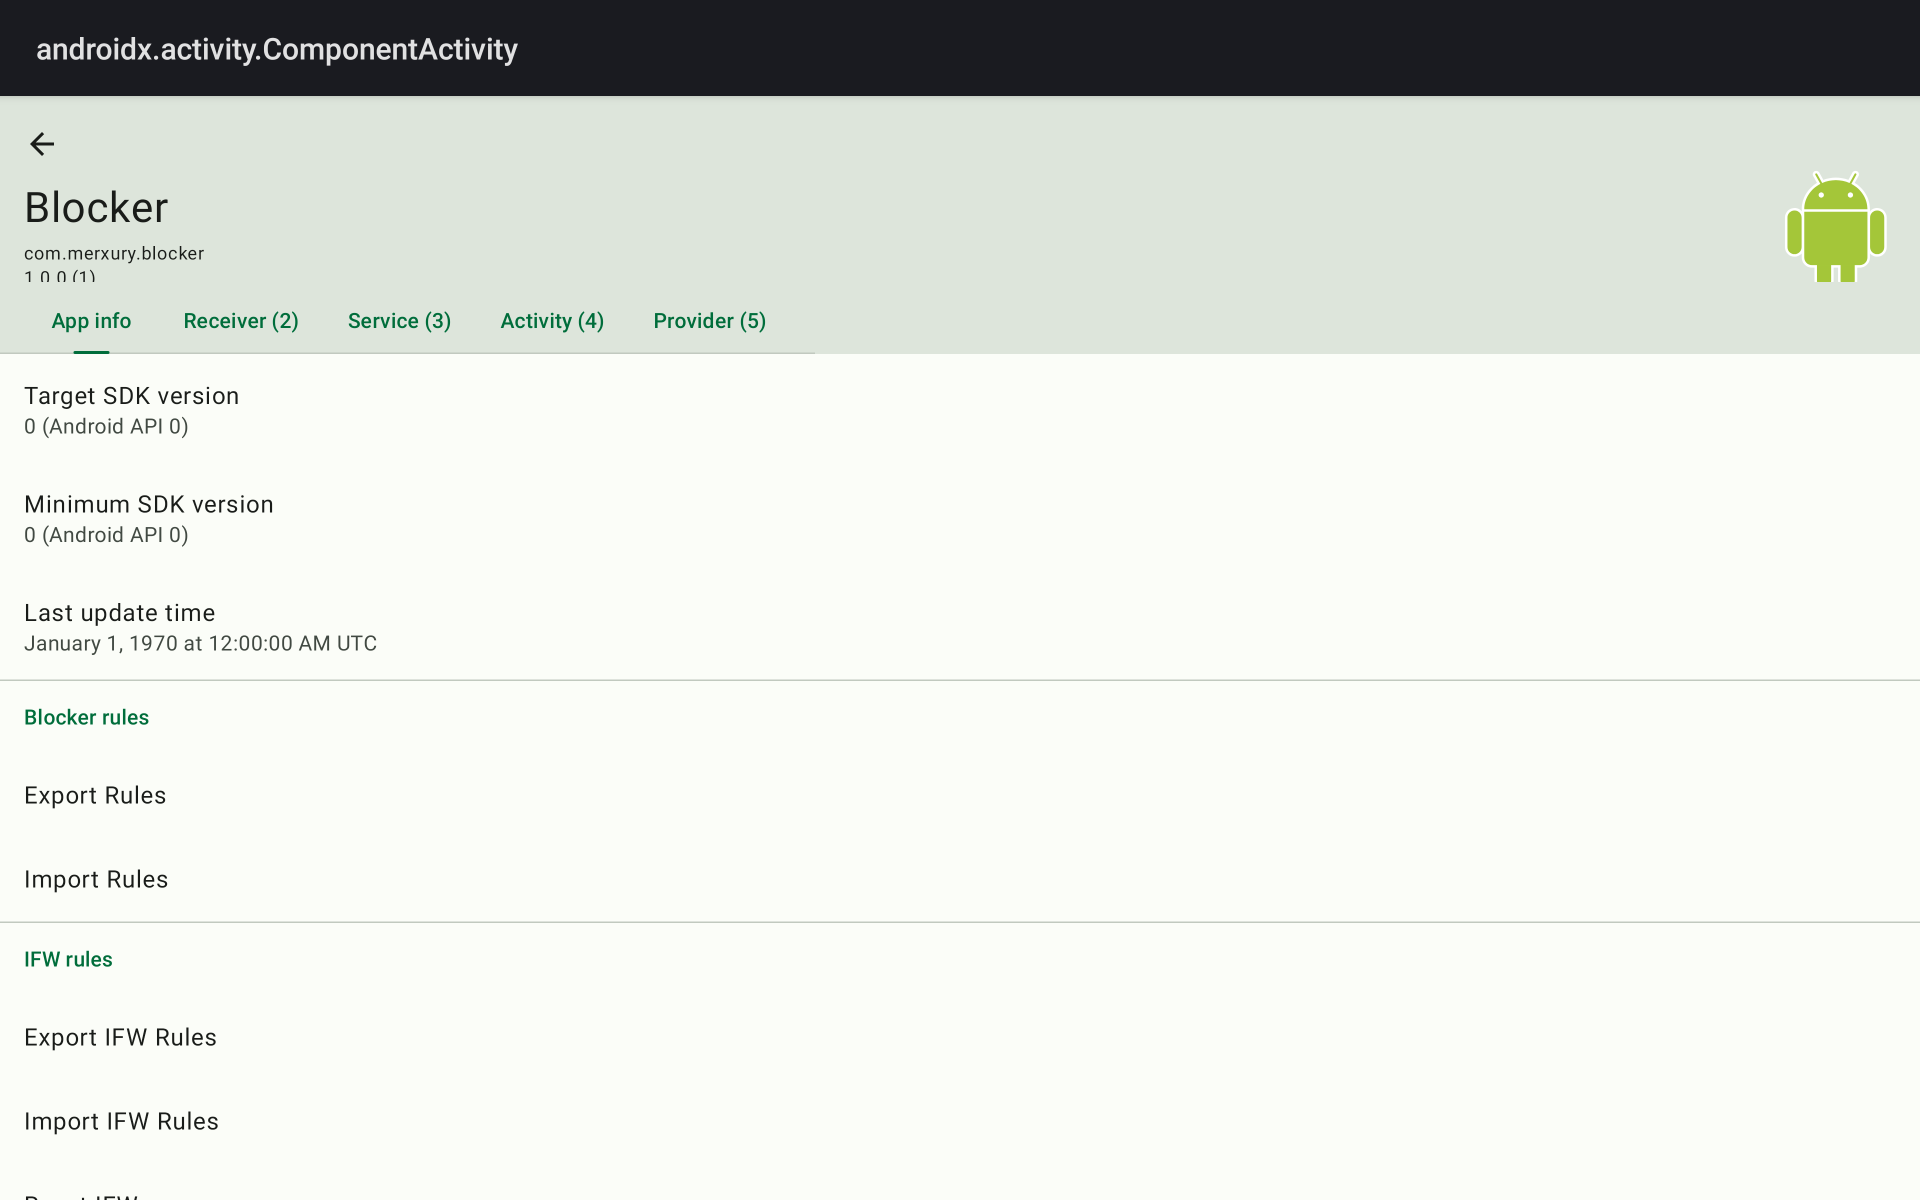 androidx.activity.ComponentActivity
Blocker
com.merxury.blocker
1.0.0 (1)
App info
Receiver (2)
Service (3)
Activity (4)
Provider (5)
Target SDK version
0 (Android API 0)
Minimum SDK version
0 (Android API 0)
Last update time
January 1, 1970 at 12:00:00 AM UTC
Blocker rules
Export Rules
Import Rules
IFW rules
Export IFW Rules
Import IFW Rules